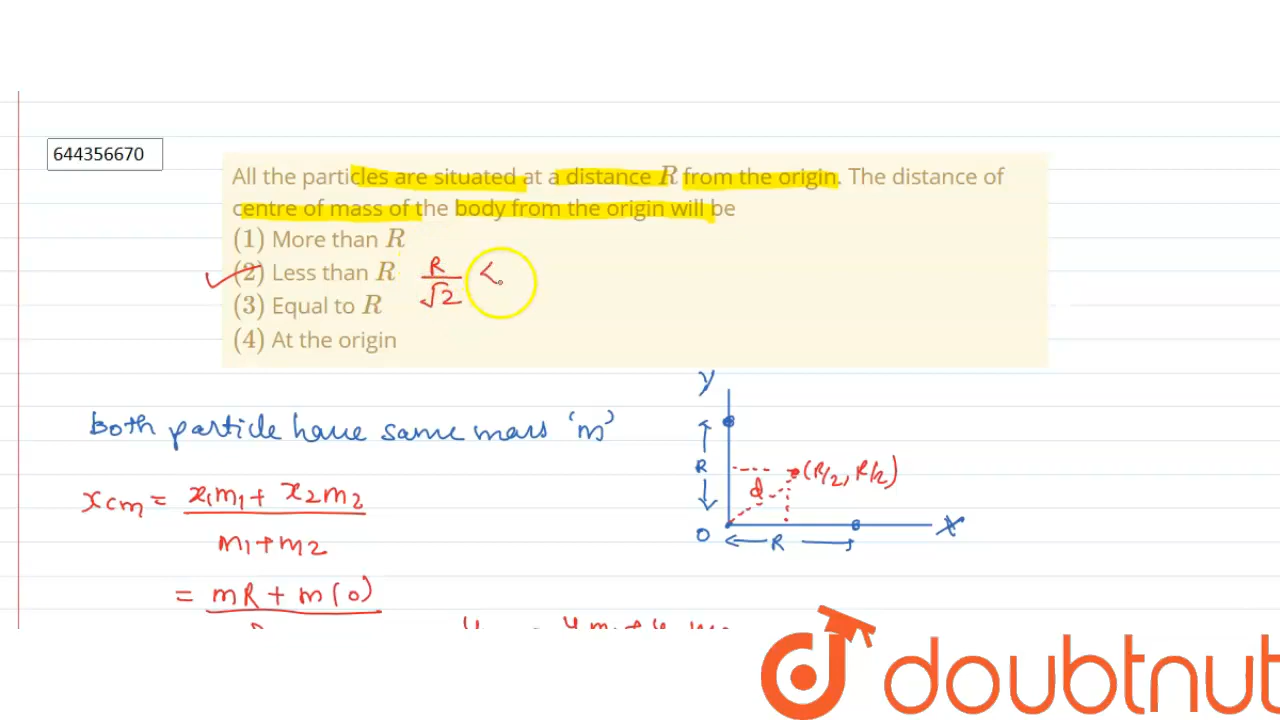 644356670
All the particles are situated at a distance R from the origin. The distance of
centre of mass of the body from the origin will be
(1) More than R
(2) Less than R
(3) Equal to R
(4) At the origin
R/√2 <
y
both particle have same mass 'm'
R
d
(R/2, R/2)
xcm = x1m1 + x2m2
m1+m2
O
R
X
= mR + m(0)
doubtnut